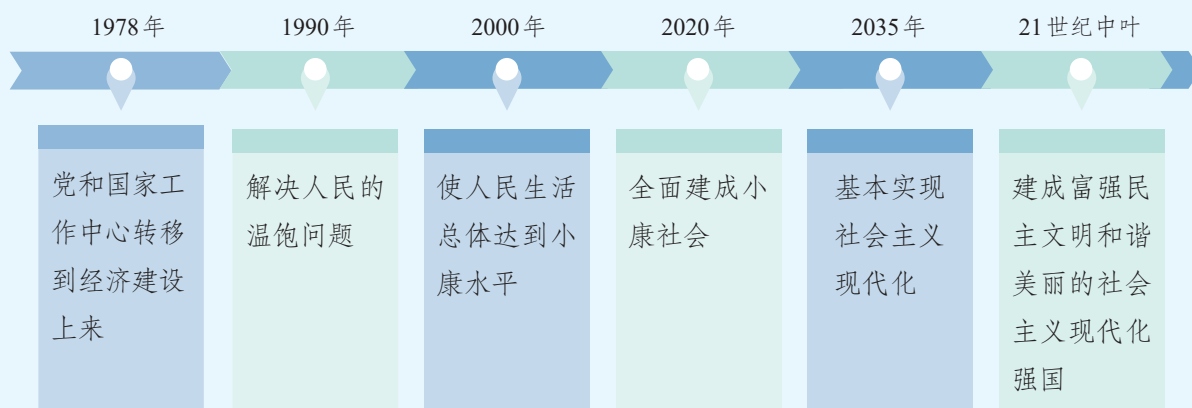 1978年
1990年
2000年
2020年
2035年
21世纪中叶
党和国家工
作中心转移
到经济建设
上来
解决人民的
温饱问题
使人民生活
总体达到小
康水平
全面建成小
康社会
基本实现
社会主义
现代化
建成富强民
主文明和谐
美丽的社会
主义现代化
强国